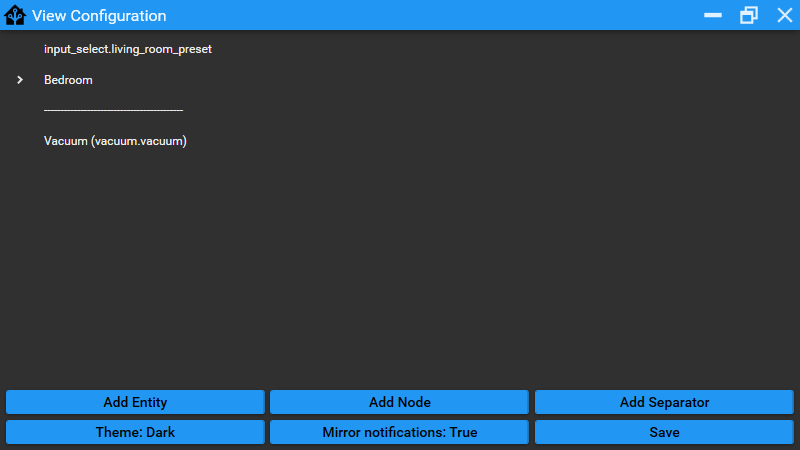 View Configuration
input_select.living_room_preset
Bedroom
----------------------------------------
Vacuum (vacuum.vacuum)
Add Entity
Add Node
Add Separator
Theme: Dark
Mirror notifications: True
Save